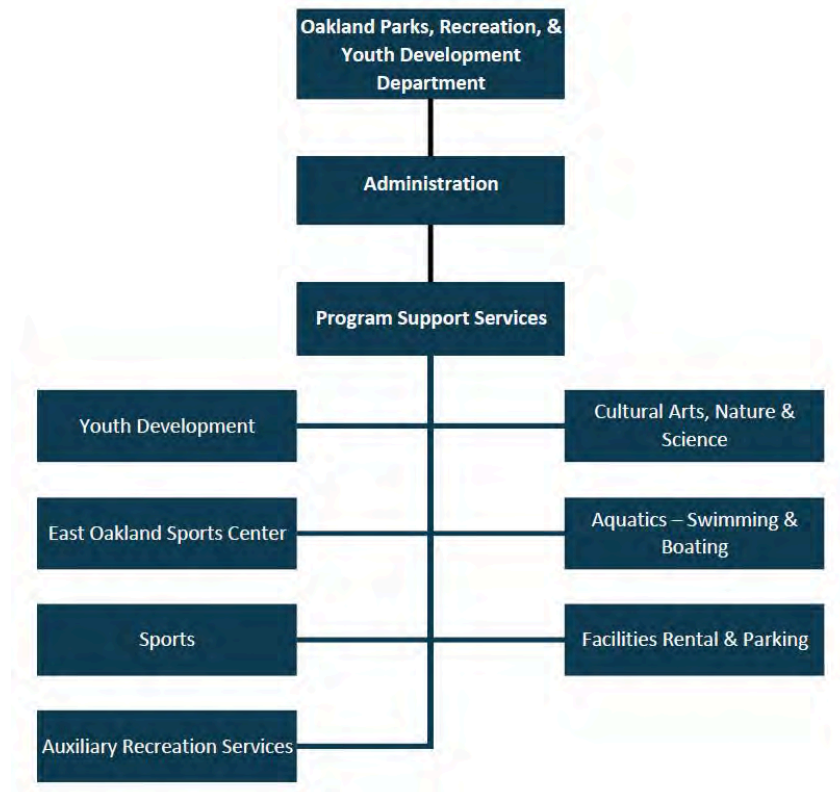 Oakland Parks, Recreation, &
Youth Development
Department
Administration
Program Support Services
Youth Development
Cultural Arts, Nature &
Science
East Oakland Sports Center
Aquatics – Swimming &
Boating
Sports
Facilities Rental & Parking
Auxiliary Recreation Services